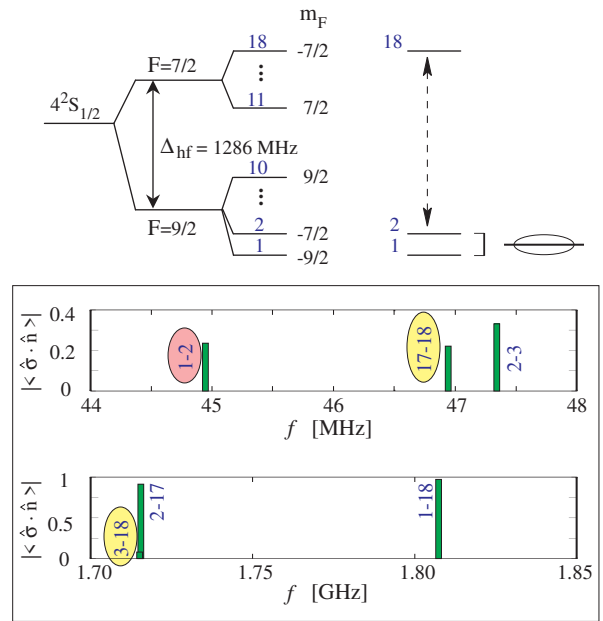 m_F
18 -7/2 18
F=7/2
11 7/2
4²S_{1/2}
Δ_hf = 1286 MHz
10 9/2
2 -7/2 2
F=9/2
1 -9/2 1
|< σ̂ · n̂ >|
0.4
0.2
0
1-2
17-18
2-3
44 45 46 47 48
f [MHz]
|< σ̂ · n̂ >|
1
0.5
0
3-18
2-17
1-18
1.70 1.75 1.80 1.85
f [GHz]